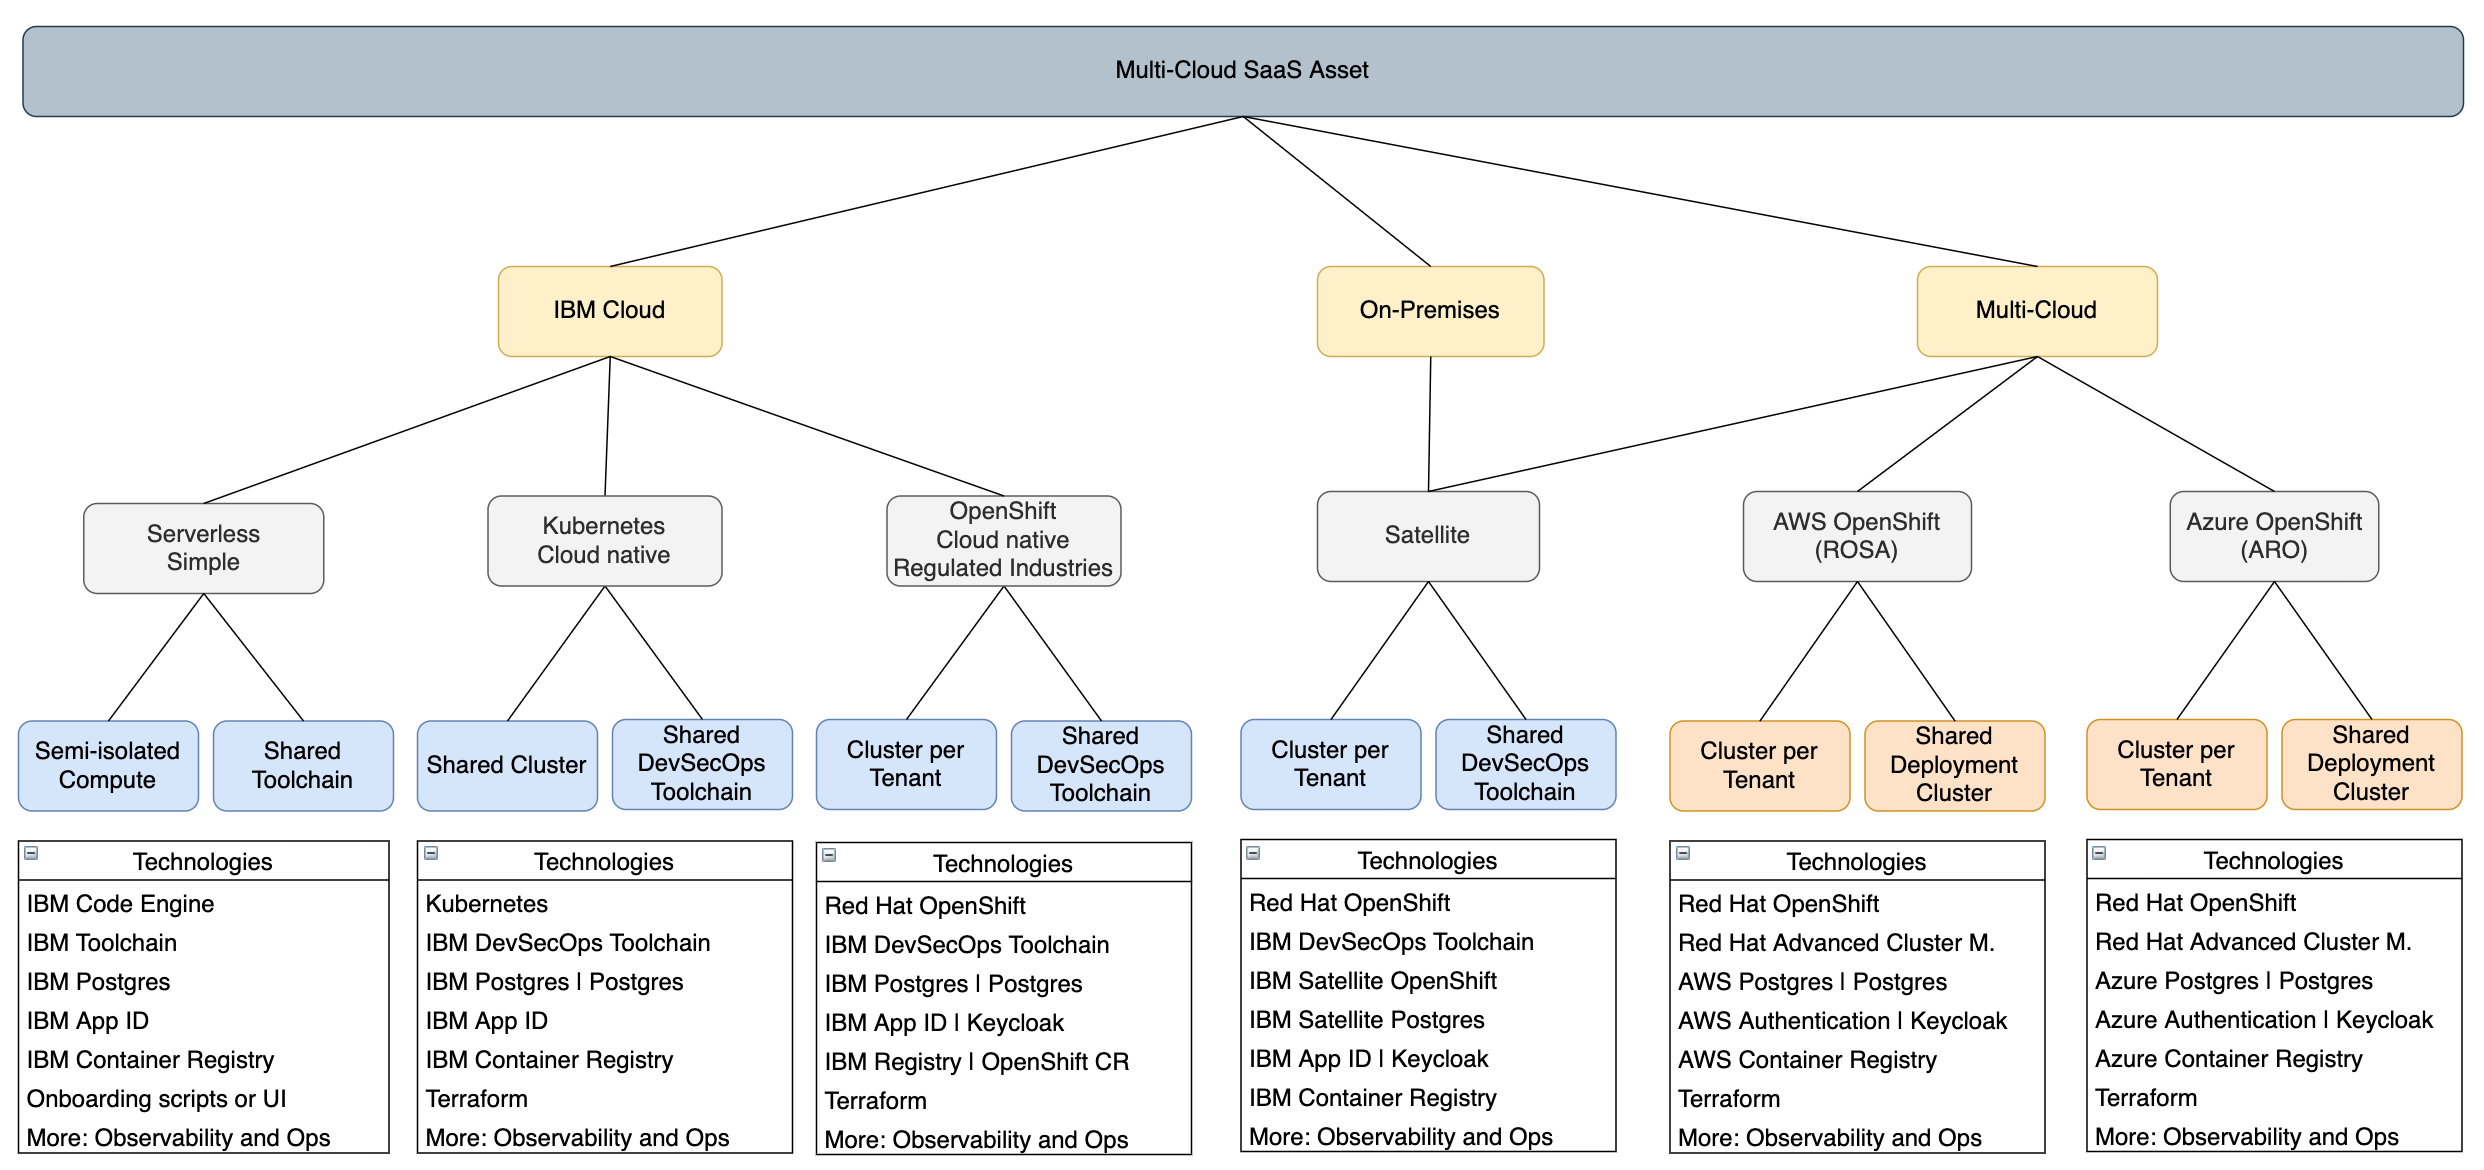 Multi-Cloud SaaS Asset
IBM Cloud
On-Premises
Multi-Cloud
Serverless
Simple
Kubernetes
Cloud native
OpenShift
Cloud native
Regulated Industries
Satellite
AWS OpenShift
(ROSA)
Azure OpenShift
(ARO)
Semi-isolated
Compute
Shared
Toolchain
Shared Cluster
Shared
DevSecOps
Toolchain
Cluster per
Tenant
Shared
DevSecOps
Toolchain
Cluster per
Tenant
Shared
DevSecOps
Toolchain
Cluster per
Tenant
Shared
Deployment
Cluster
Cluster per
Tenant
Shared
Deployment
Cluster
Technologies
IBM Code Engine
IBM Toolchain
IBM Postgres
IBM App ID
IBM Container Registry
Onboarding scripts or UI
More: Observability and Ops
Technologies
Kubernetes
IBM DevSecOps Toolchain
IBM Postgres | Postgres
IBM App ID
IBM Container Registry
Terraform
More: Observability and Ops
Technologies
Red Hat OpenShift
IBM DevSecOps Toolchain
IBM Postgres | Postgres
IBM App ID | Keycloak
IBM Registry | OpenShift CR
Terraform
More: Observability and Ops
Technologies
Red Hat OpenShift
IBM DevSecOps Toolchain
IBM Satellite OpenShift
IBM Satellite Postgres
IBM App ID | Keycloak
IBM Container Registry
More: Observability and Ops
Technologies
Red Hat OpenShift
Red Hat Advanced Cluster M.
AWS Postgres | Postgres
AWS Authentication | Keycloak
AWS Container Registry
Terraform
More: Observability and Ops
Technologies
Red Hat OpenShift
Red Hat Advanced Cluster M.
Azure Postgres | Postgres
Azure Authentication | Keycloak
Azure Container Registry
Terraform
More: Observability and Ops